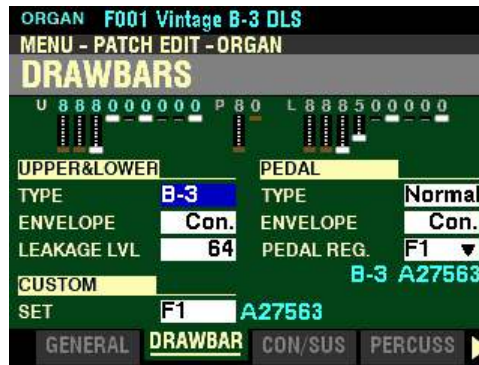 ORGAN F001 Vintage B-3 DLS
MENU - PATCH EDIT - ORGAN
DRAWBARS
U 888000000 P 80 L 888500000
UPPER&LOWER PEDAL
TYPE B-3 TYPE Normal
ENVELOPE Con. ENVELOPE Con.
LEAKAGE LVL 64 PEDAL REG. F1 ▼
B-3 A27563
CUSTOM
SET F1 A27563
GENERAL DRAWBAR CON/SUS PERCUSS